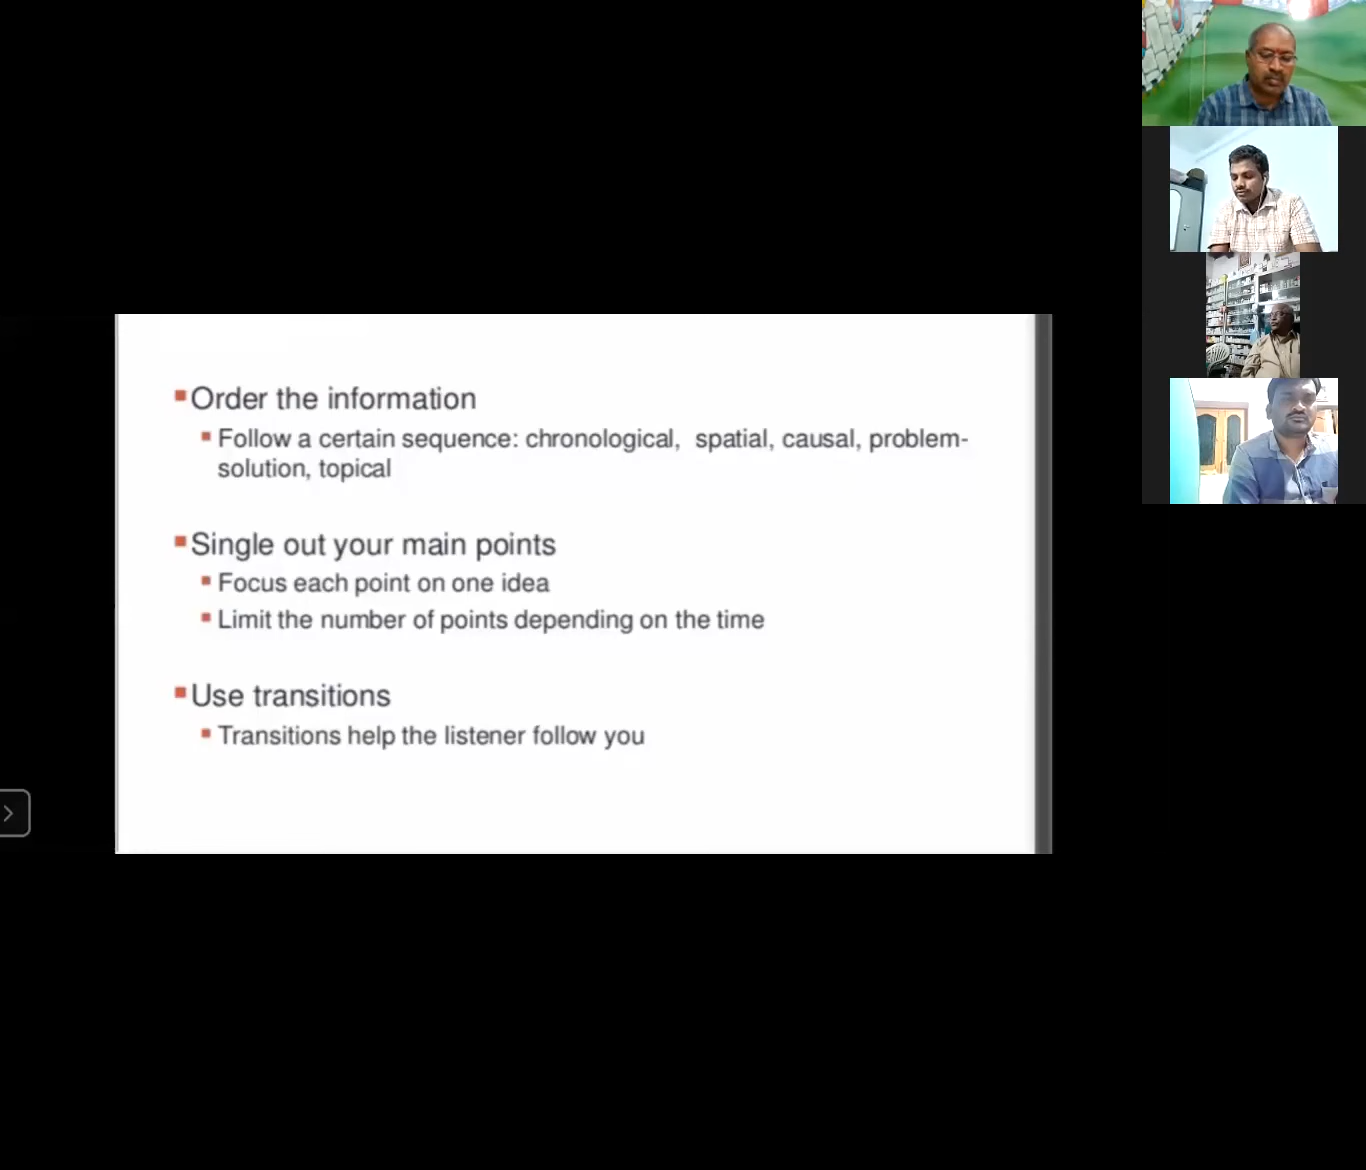 Order the information
Follow a certain sequence: chronological, spatial, causal, problem-
solution, topical
Single out your main points
Focus each point on one idea
Limit the number of points depending on the time
Use transitions
Transitions help the listener follow you